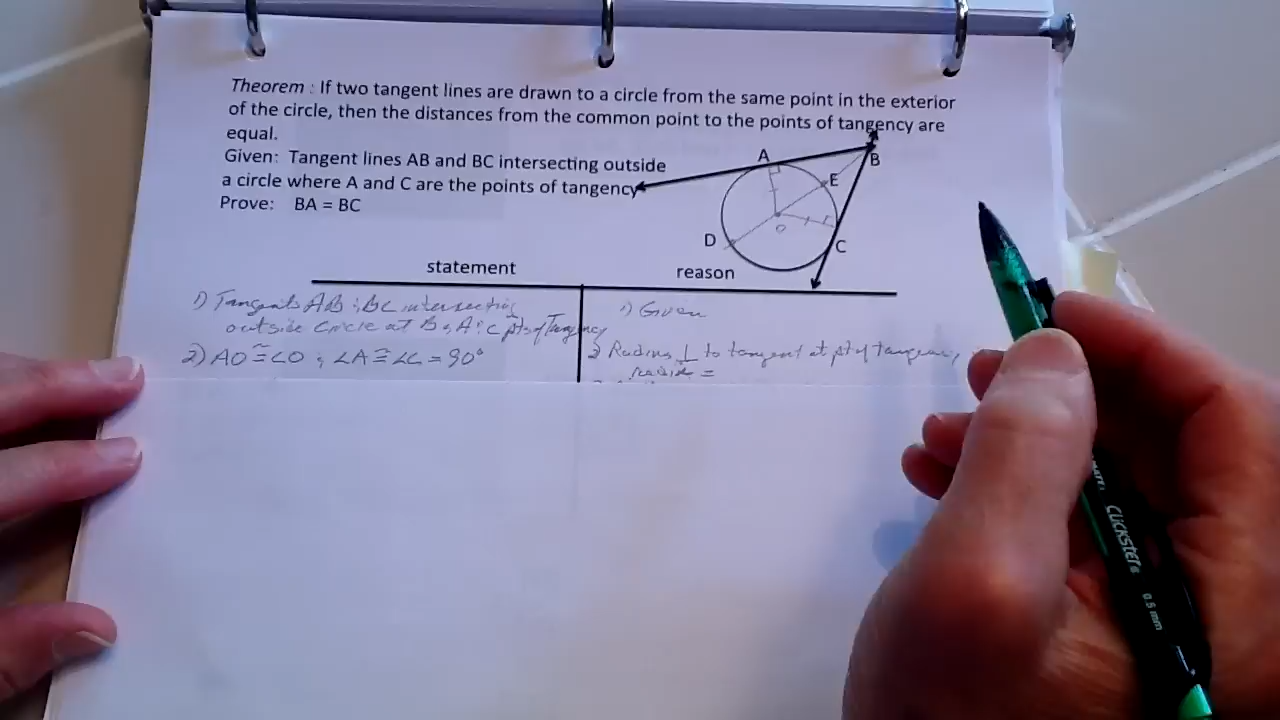 Theorem : If two tangent lines are drawn to a circle from the same point in the exterior
of the circle, then the distances from the common point to the points of tangency are
equal.
Given: Tangent lines AB and BC intersecting outside
a circle where A and C are the points of tangency
Prove: BA = BC
A
B
E
O
D
C
statement
reason
1) Tangents AB & BC intersecting
outside Circle at B & A & C pts of Tangency
1) Given
2) AO ≅ CO ; ∠A ≅ ∠C = 90°
2) Radius ⊥ to tangent at pt of Tangency,
radii =
CLICKSTER
0.5 mm